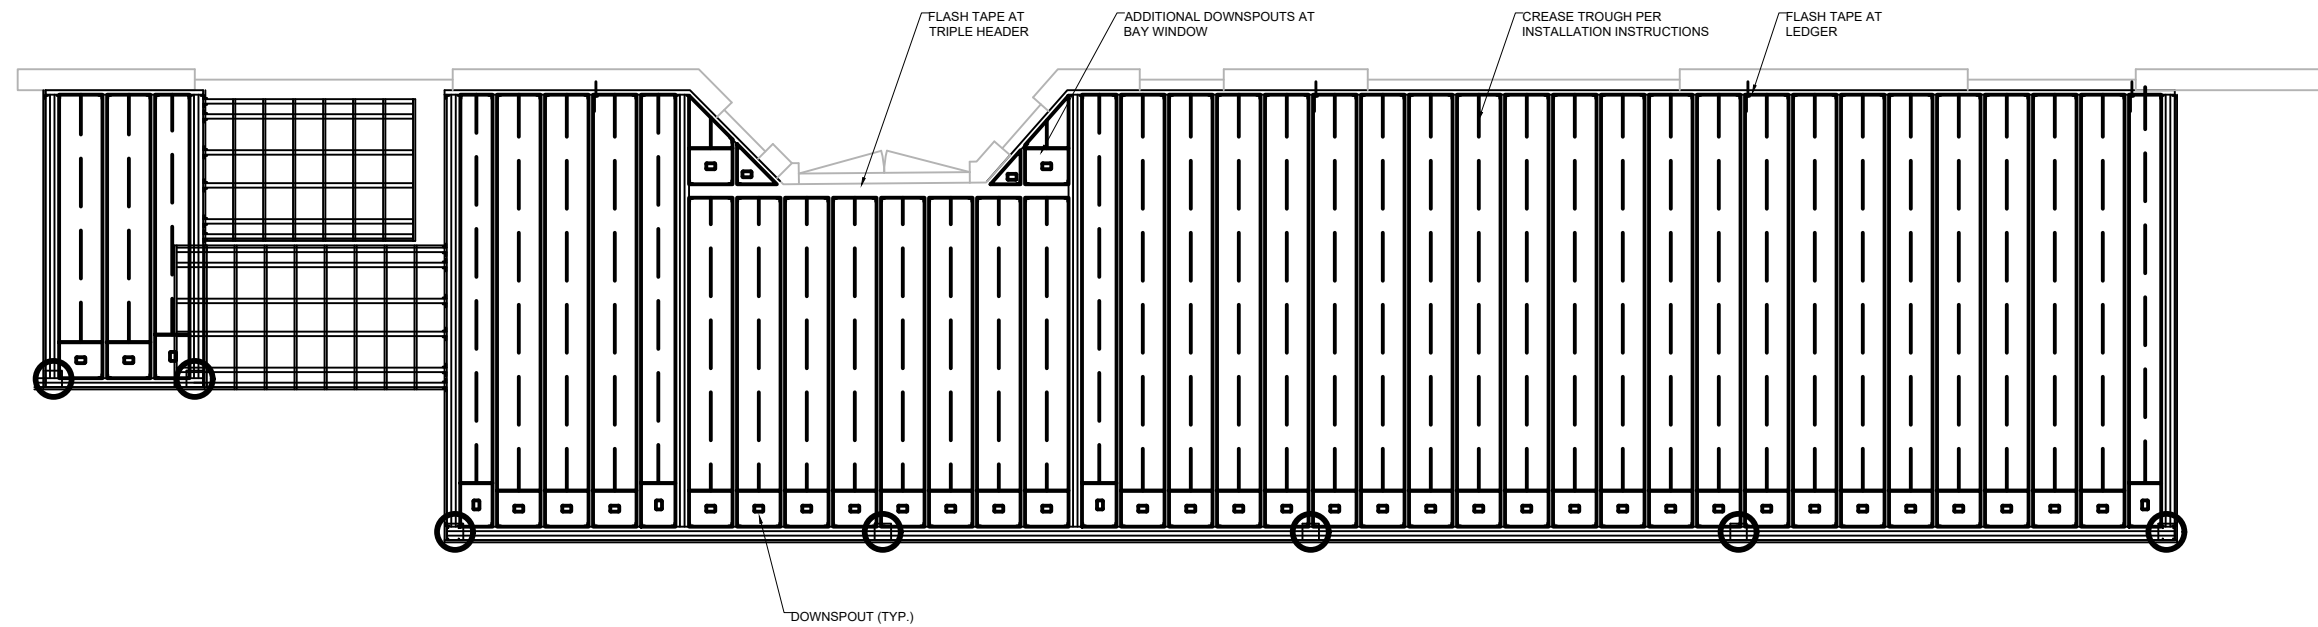 FLASH TAPE AT
TRIPLE HEADER
ADDITIONAL DOWNSPOUTS AT
BAY WINDOW
CREASE TROUGH PER
INSTALLATION INSTRUCTIONS
FLASH TAPE AT
LEDGER
DOWNSPOUT (TYP.)